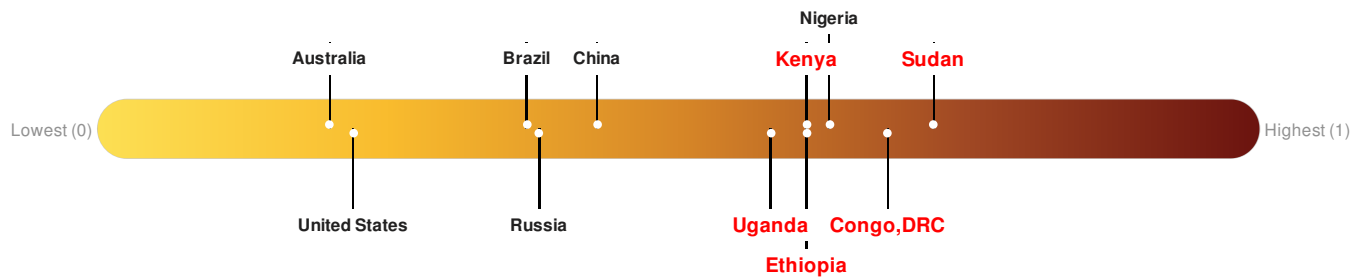 Nigeria
Australia
Brazil
China
Kenya
Sudan
Lowest (0)
Highest (1)
United States
Russia
Uganda
Congo,DRC
Ethiopia